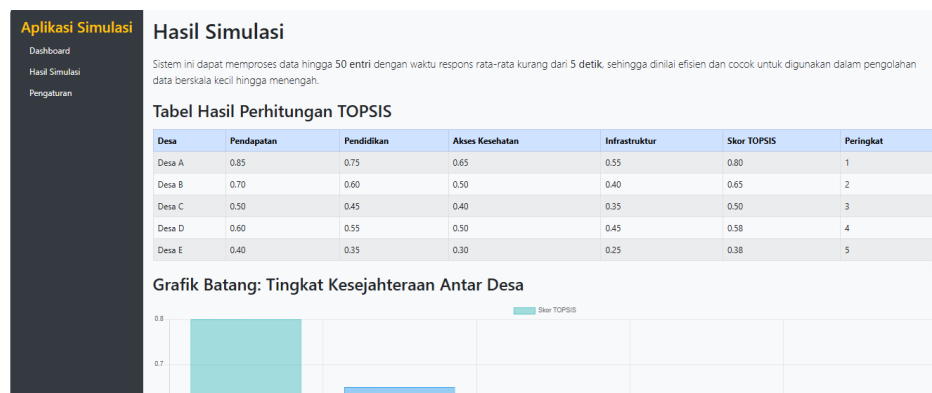 Aplikasi Simulasi
Dashboard
Hasil Simulasi
Pengaturan
Hasil Simulasi
Sistem ini dapat memproses data hingga 50 entri dengan waktu respons rata-rata kurang dari 5 detik, sehingga dinilai efisien dan cocok untuk digunakan dalam pengolahan
data berskala kecil hingga menengah.
Tabel Hasil Perhitungan TOPSIS
Desa Pendapatan Pendidikan Akses Kesehatan Infrastruktur Skor TOPSIS Peringkat
Desa A 0.85 0.75 0.65 0.55 0.80 1
Desa B 0.70 0.60 0.50 0.40 0.65 2
Desa C 0.50 0.45 0.40 0.35 0.50 3
Desa D 0.60 0.55 0.50 0.45 0.58 4
Desa E 0.40 0.35 0.30 0.25 0.38 5
Grafik Batang: Tingkat Kesejahteraan Antar Desa
Skor TOPSIS
0.8
0.7